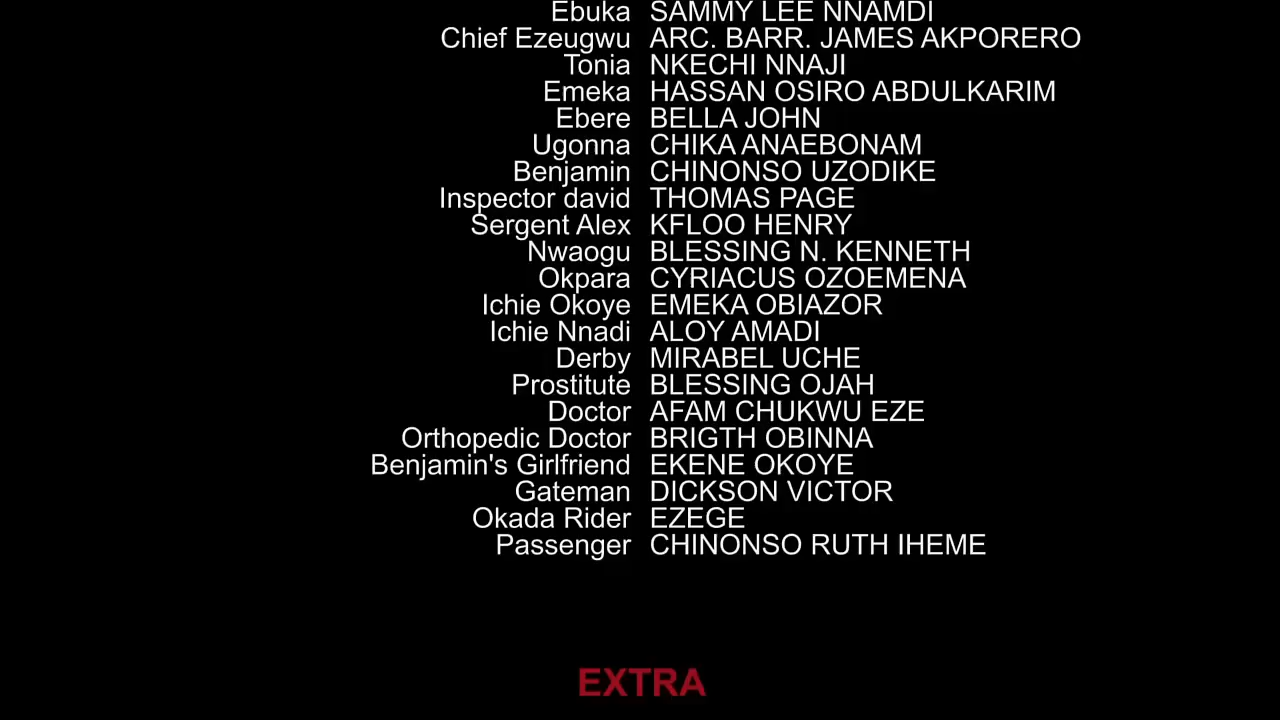 Ebuka SAMMY LEE NNAMDI
Chief Ezeugwu ARC. BARR. JAMES AKPORERO
Tonia NKECHI NNAJI
Emeka HASSAN OSIRO ABDULKARIM
Ebere BELLA JOHN
Ugonna CHIKA ANAEBONAM
Benjamin CHINONSO UZODIKE
Inspector david THOMAS PAGE
Sergent Alex KFLOO HENRY
Nwaogu BLESSING N. KENNETH
Okpara CYRIACUS OZOEMENA
Ichie Okoye EMEKA OBIAZOR
Ichie Nnadi ALOY AMADI
Derby MIRABEL UCHE
Prostitute BLESSING OJAH
Doctor AFAM CHUKWU EZE
Orthopedic Doctor BRIGTH OBINNA
Benjamin's Girlfriend EKENE OKOYE
Gateman DICKSON VICTOR
Okada Rider EZEGE
Passenger CHINONSO RUTH IHEME
EXTRA